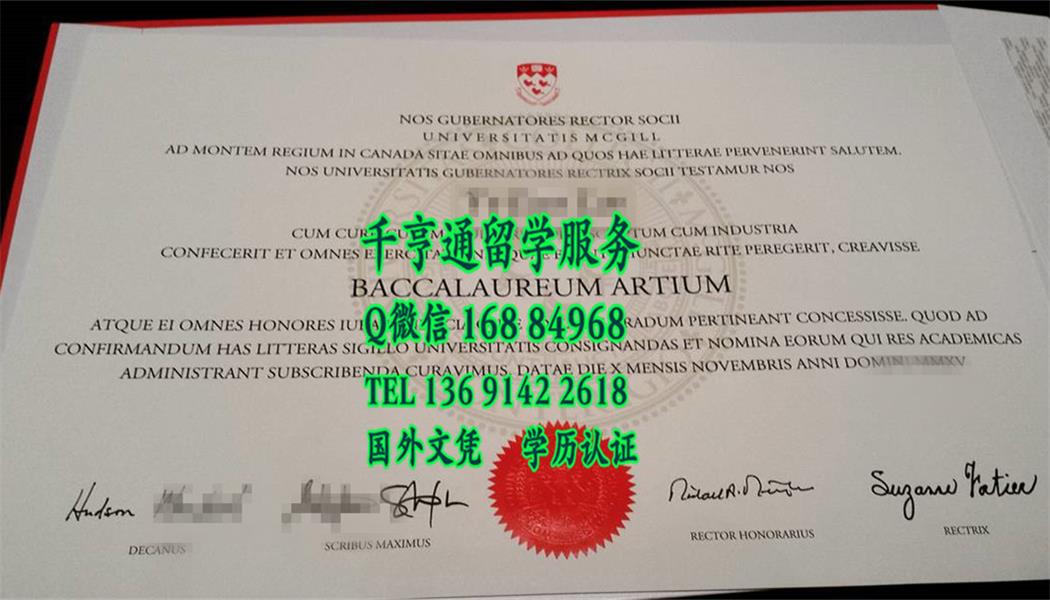 NOS GUBERNATORES RECTOR SOCII
UNIVERSITATIS MCGILL
AD MONTEM REGIUM IN CANADA SITAE OMNIBUS AD QUOS HAE LITTERAE PERVENERINT SALUTEM.
NOS UNIVERSITATIS GUBERNATORES RECTRIX SOCII TESTAMUR NOS
千亨通留学服务
CUM TUM CUM INDUSTRIA
CONFECERIT ET OMNES RITE PEREGERIT, CREAVISSE
BACCALAUREUM ARTIUM
Q微信 168 84968
ATQUE EI OMNES HONORES GRADUM PERTINEANT CONCESSISSE. QUOD AD
CONFIRMANDUM HAS LITTERAS SIGILLO UNIVERSITATIS CONSIGNANDAS ET NOMINA EORUM QUI RES ACADEMICAS
ADMINISTRANT SUBSCRIBENDA CURAVIMUS. DATAE DIE X MENSIS NOVEMBRIS ANNI DOMINI MMXV
TEL 136 9142 2618
国外文凭 学历认证
Hudson
Suzanne Fortier
DECANUS
SCRIBUS MAXIMUS
RECTOR HONORARIUS
RECTRIX